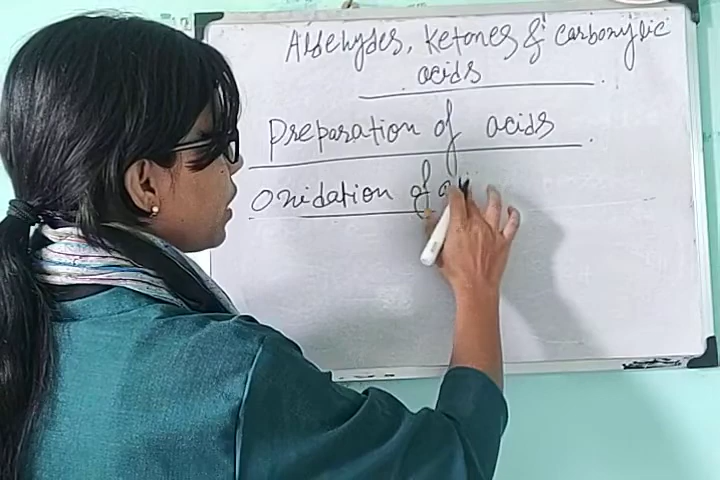 Aldehydes, Ketones & carboxylic
acids
Preparation of acids
Oxidation of